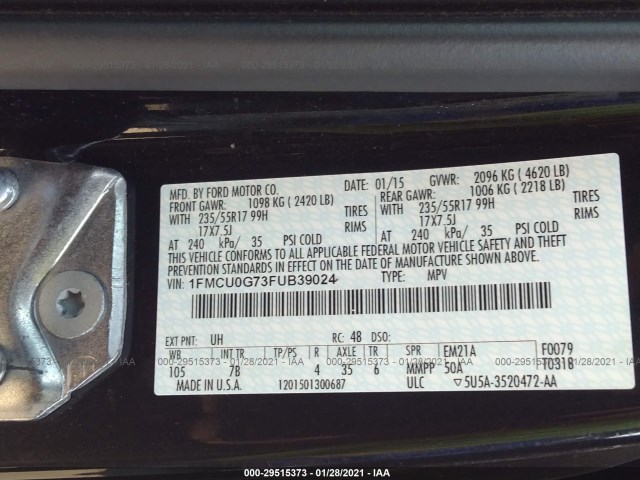 MFD. BY FORD MOTOR CO.
DATE: 01/15 GVWR: 2096 KG ( 4620 LB)
FRONT GAWR: 1098 KG ( 2420 LB) REAR GAWR: 1006 KG ( 2218 LB)
WITH 235/55R17 99H TIRES WITH 235/55R17 99H TIRES
17X7.5J RIMS 17X7.5J RIMS
AT 240 kPa/ 35 PSI COLD AT 240 kPa/ 35 PSI COLD
THIS VEHICLE CONFORMS TO ALL APPLICABLE FEDERAL MOTOR VEHICLE SAFETY AND THEFT
PREVENTION STANDARDS IN EFFECT ON THE DATE OF MANUFACTURE SHOWN ABOVE.
VIN: 1FMCU0G73FUB39024 TYPE: MPV
EXT PNT: UH RC: 48 DSO:
WB INT TR TP/PS R AXLE TR SPR EM21A F0079
000-29515373 - 01/28/2021 - IAA 000-29515373 - 01/28/2021 - IAA 000-29515373 - 01/28/2021 - IAA
105 7B 4 35 6 MMPP 50A T0318
MADE IN U.S.A. 1201501300687 ULC 5U5A-3520472-AA
000-29515373 - 01/28/2021 - IAA